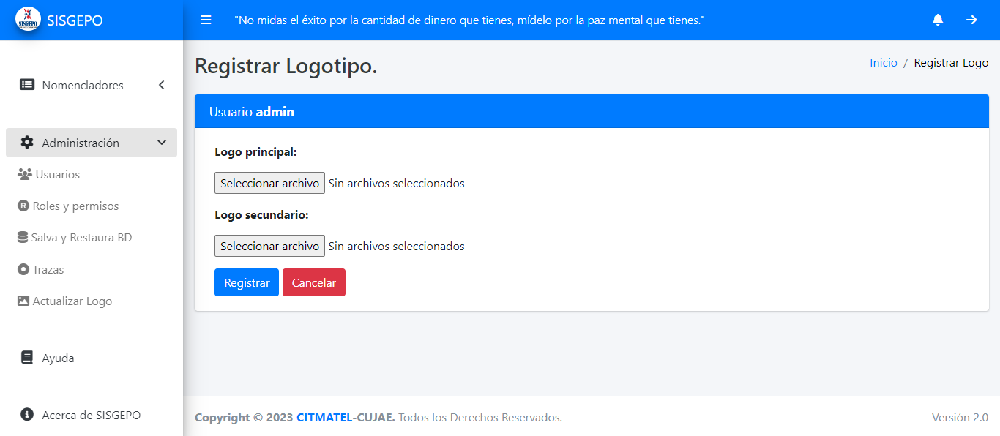 SISGEPO
SISGEPO
"No midas el éxito por la cantidad de dinero que tienes, mídelo por la paz mental que tienes."
Nomencladores
Administración
Usuarios
R Roles y permisos
Salva y Restaura BD
Trazas
Actualizar Logo
Ayuda
Acerca de SISGEPO
Registrar Logotipo.
Inicio / Registrar Logo
Usuario admin
Logo principal:
Seleccionar archivo Sin archivos seleccionados
Logo secundario:
Seleccionar archivo Sin archivos seleccionados
Registrar Cancelar
Copyright © 2023 CITMATEL-CUJAE. Todos los Derechos Reservados.
Versión 2.0